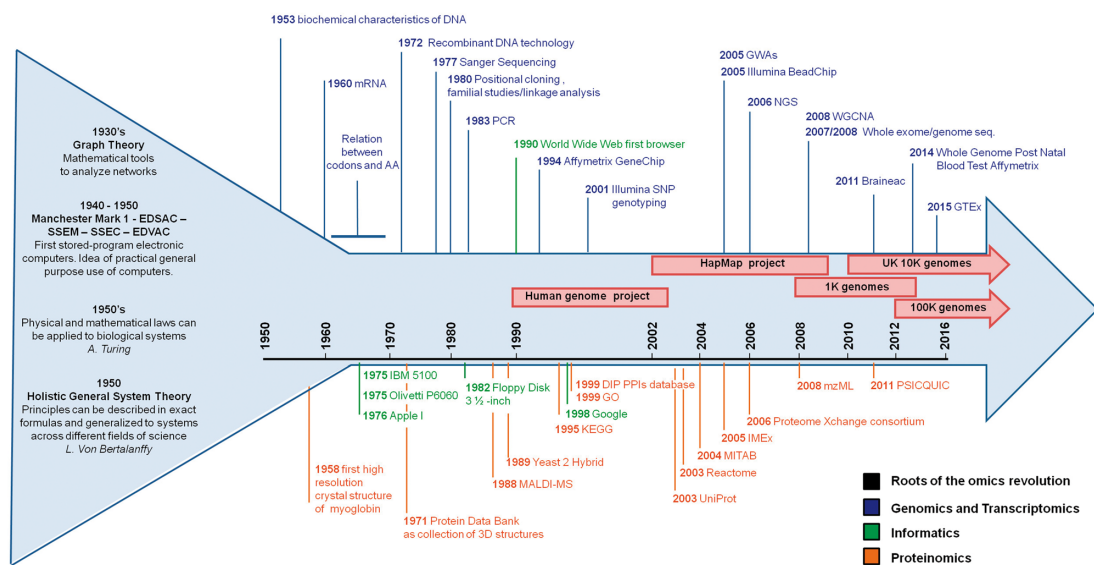 1930's
Graph Theory
Mathematical tools
to analyze networks
1940 - 1950
Manchester Mark 1 - EDSAC –
SSEM – SSEC – EDVAC
First stored-program electronic
computers. Idea of practical general
purpose use of computers.
1950's
Physical and mathematical laws can
be applied to biological systems
A. Turing
1950
Holistic General System Theory
Principles can be described in exact
formulas and generalized to systems
across different fields of science
L. Von Bertalanffy
1953 biochemical characteristics of DNA
1960 mRNA
Relation
between
codons and AA
1972 Recombinant DNA technology
1977 Sanger Sequencing
1980 Positional cloning ,
familial studies/linkage analysis
1983 PCR
1990 World Wide Web first browser
1994 Affymetrix GeneChip
2001 Illumina SNP
genotyping
2005 GWAs
2005 Illumina BeadChip
2006 NGS
2008 WGCNA
2007/2008 Whole exome/genome seq.
2014 Whole Genome Post Natal
Blood Test Affymetrix
2011 Braineac
2015 GTEx
HapMap project
UK 10K genomes
Human genome project
1K genomes
100K genomes
1950
1960
1970
1980
1990
2002
2004
2006
2008
2010
2012
2016
1975 IBM 5100
1975 Olivetti P6060
1976 Apple I
1982 Floppy Disk
3 ½ -inch
1999 DIP PPIs database
1999 GO
1998 Google
1995 KEGG
1989 Yeast 2 Hybrid
1988 MALDI-MS
1958 first high
resolution
crystal structure
of myoglobin
1971 Protein Data Bank
as collection of 3D structures
2008 mzML
2011 PSICQUIC
2006 Proteome Xchange consortium
2005 IMEx
2004 MITAB
2003 Reactome
2003 UniProt
Roots of the omics revolution
Genomics and Transcriptomics
Informatics
Proteinomics